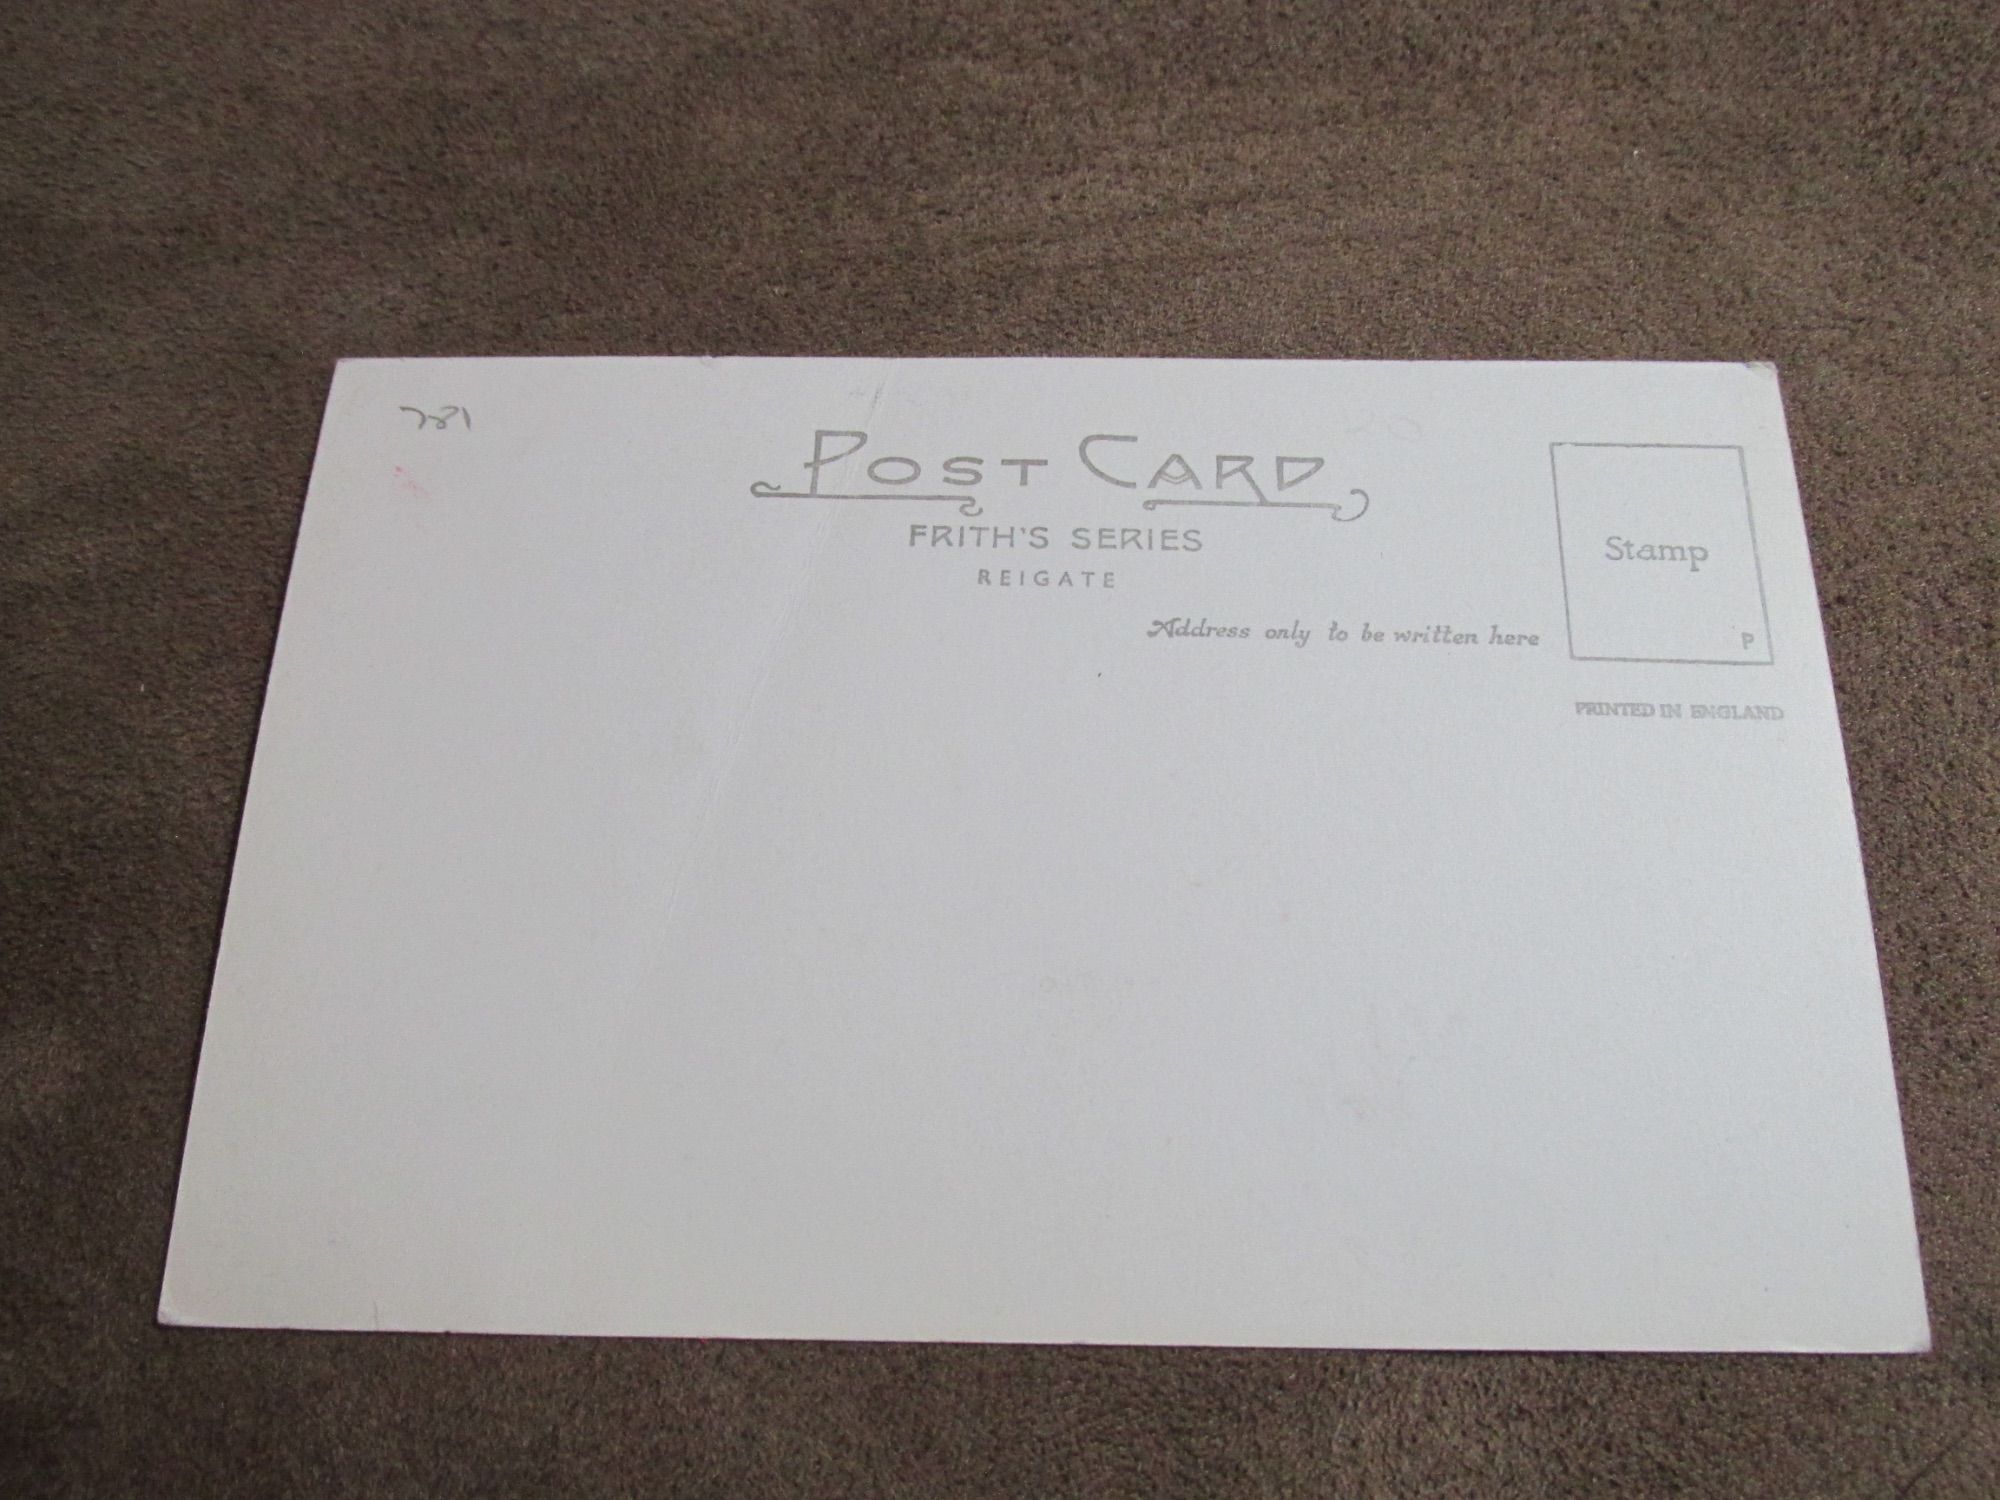 781
POST CARD
FRITH'S SERIES
REIGATE
Address only to be written here
Stamp
P
PRINTED IN ENGLAND